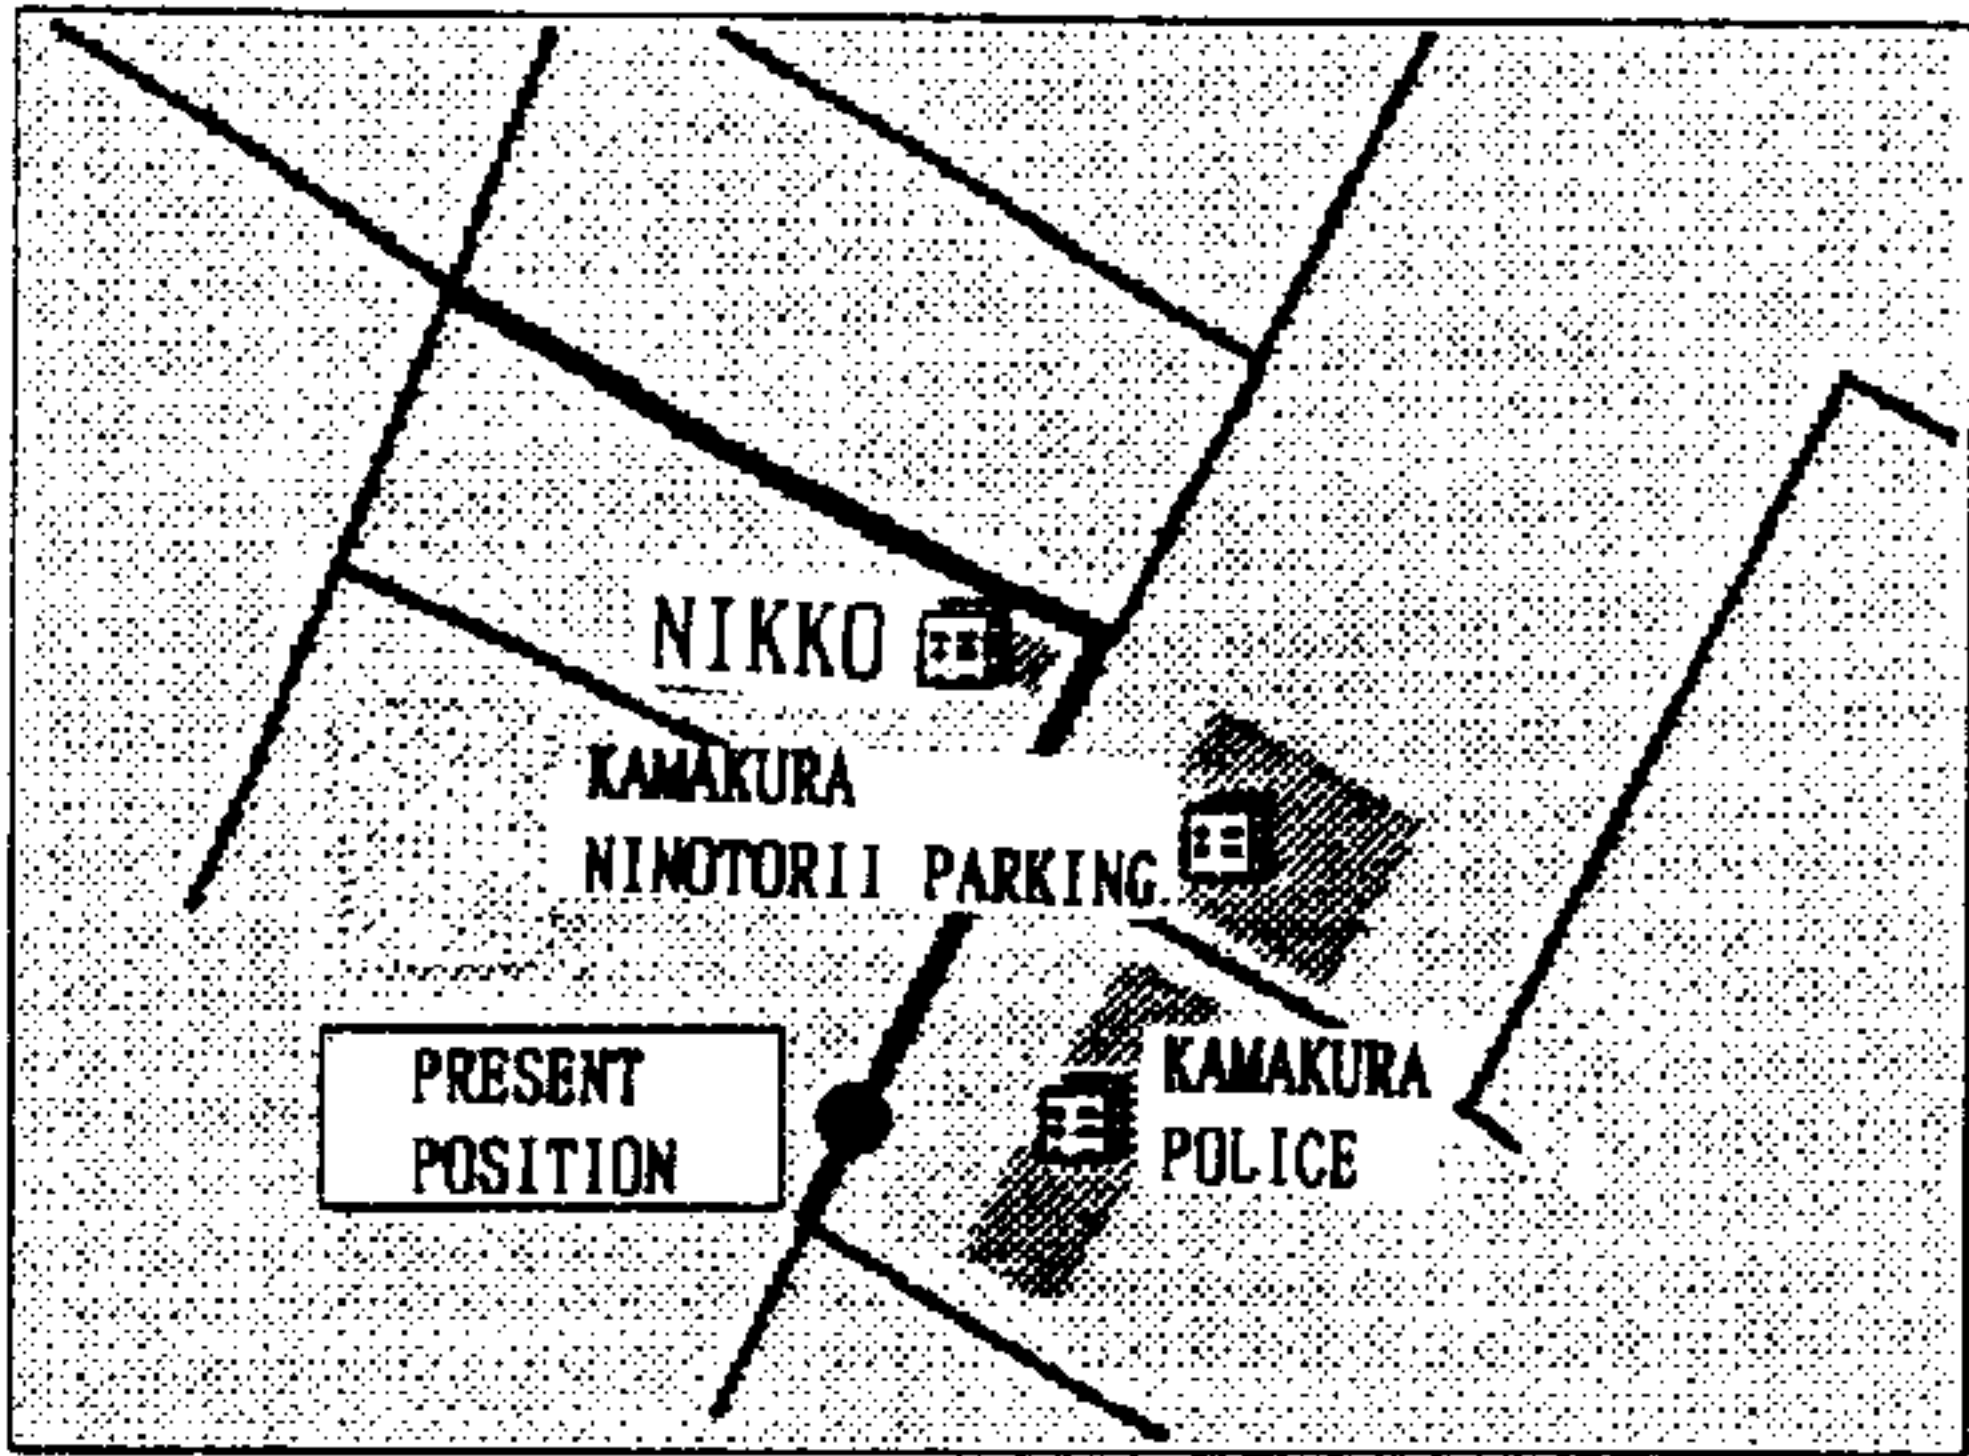 NIKKO
KAMAKURA
NINOTORII PARKING.
PRESENT
POSITION
KAMAKURA
POLICE